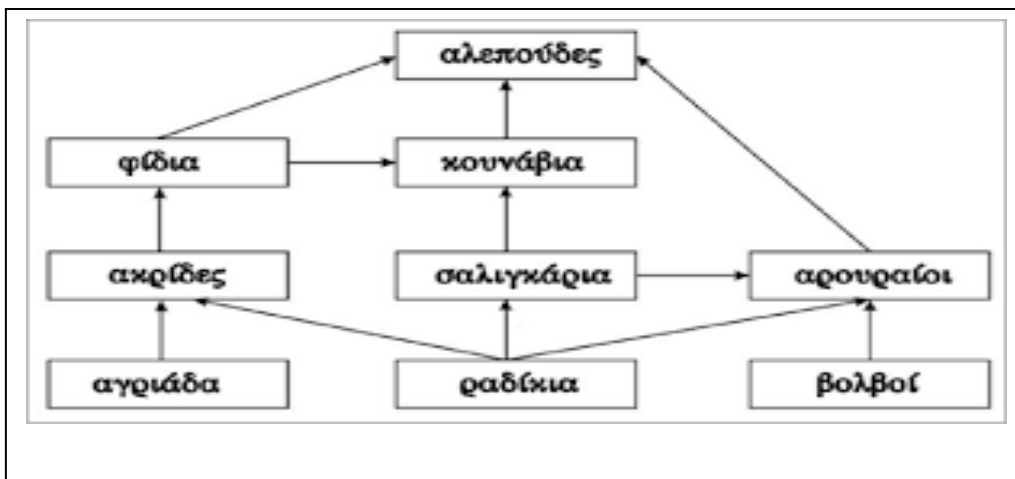 αλεπούδες
φίδια κουνάβια
ακρίδες σαλιγκάρια αρουραίοι
αγριάδα ραδίκια βολβοί